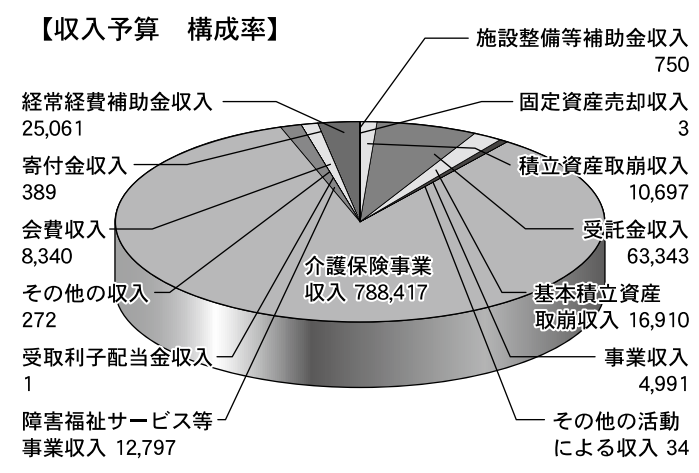 【収入予算 構成率】
施設整備等補助金収入
750
固定資産売却収入
3
積立資産取崩収入
10,697
受託金収入
63,343
基本積立資産
取崩収入 16,910
事業収入
4,991
その他の活動
による収入 34
介護保険事業
収入 788,417
経常経費補助金収入
25,061
寄付金収入
389
会費収入
8,340
その他の収入
272
受取利子配当金収入
1
障害福祉サービス等
事業収入 12,797